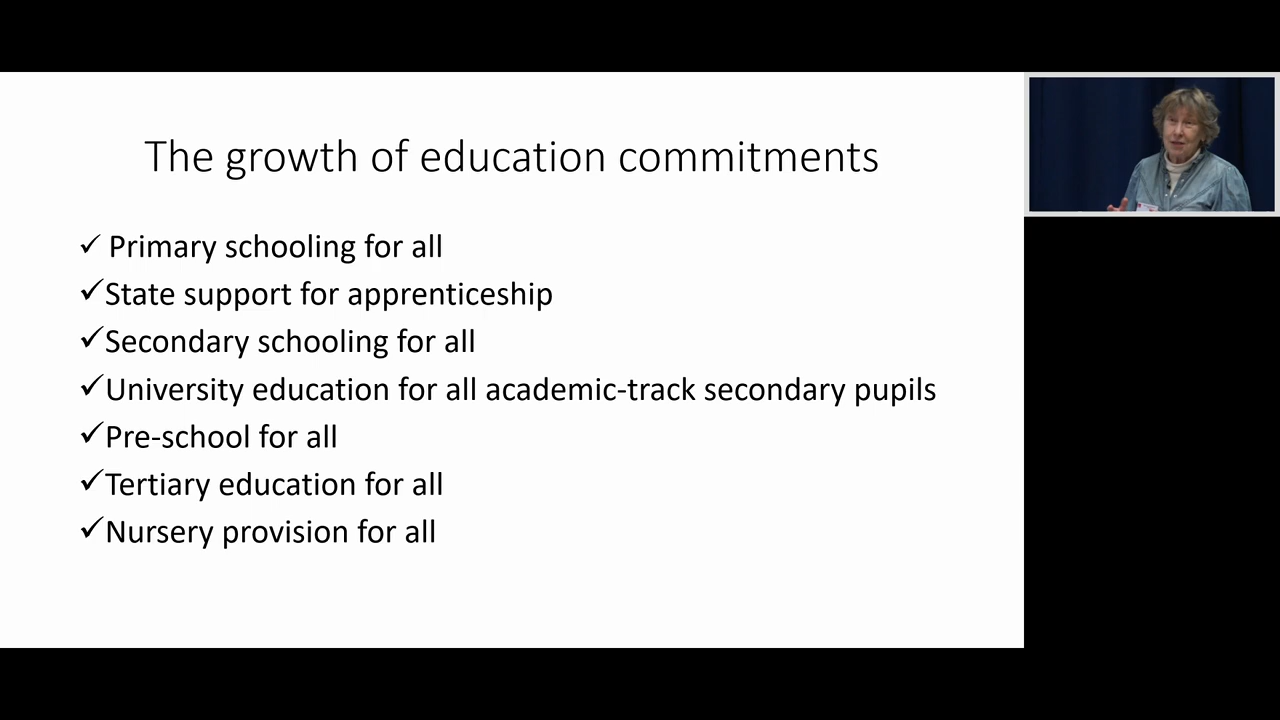 The growth of education commitments
✓ Primary schooling for all
✓State support for apprenticeship
✓Secondary schooling for all
✓University education for all academic-track secondary pupils
✓Pre-school for all
✓Tertiary education for all
✓Nursery provision for all